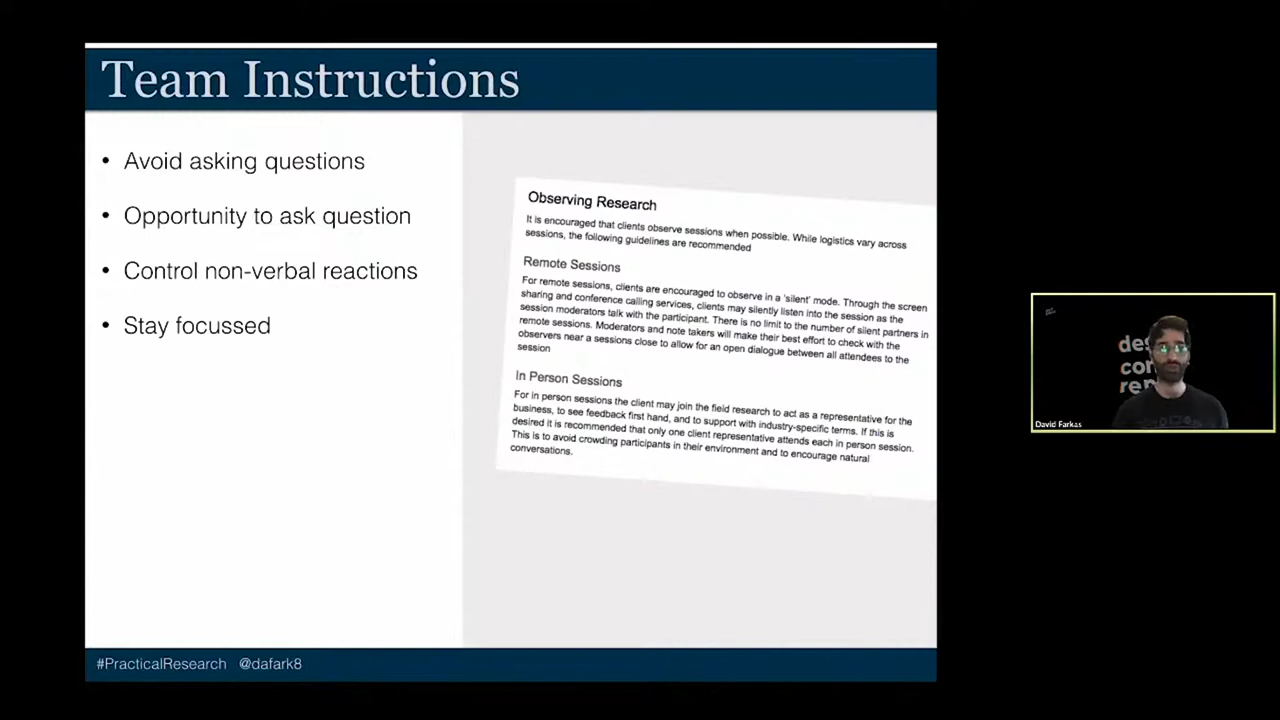 Team Instructions
• Avoid asking questions
• Opportunity to ask question
• Control non-verbal reactions
• Stay focussed
Observing Research
It is encouraged that clients observe sessions when possible. While logistics vary across
sessions, the following guidelines are recommended
Remote Sessions
For remote sessions, clients are encouraged to observe in a 'silent' mode. Through the screen
sharing and conference calling services, clients may silently listen into the session as the
session moderators talk with the participant. There is no limit to the number of silent partners in
remote sessions. Moderators and note takers will make their best effort to check with the
observers near a sessions close to allow for an open dialogue between all attendees to the
session
In Person Sessions
For in person sessions the client may join the field research to act as a representative for the
business, to see feedback first hand, and to support with industry-specific terms. If this is
desired it is recommended that only one client representative attends each in person session.
This is to avoid crowding participants in their environment and to encourage natural
conversations.
#PracticalResearch @dafark8
des
con
rep
David Farkas